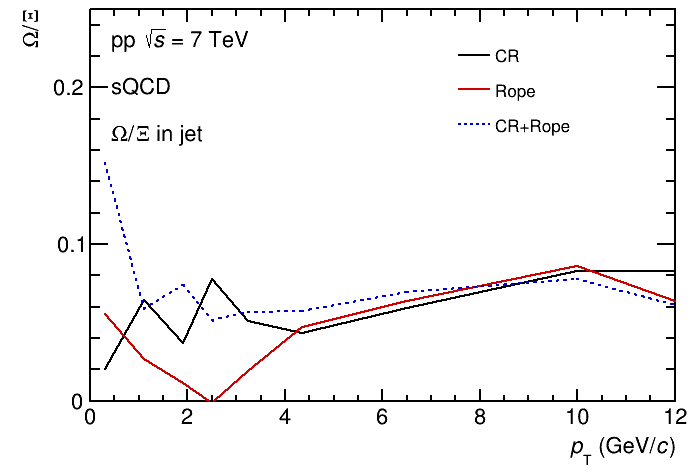 Ω/Ξ
pp √s = 7 TeV
sQCD
Ω/Ξ in jet
CR
Rope
CR+Rope
0.2
0.1
0
0 2 4 6 8 10 12
p_T (GeV/c)